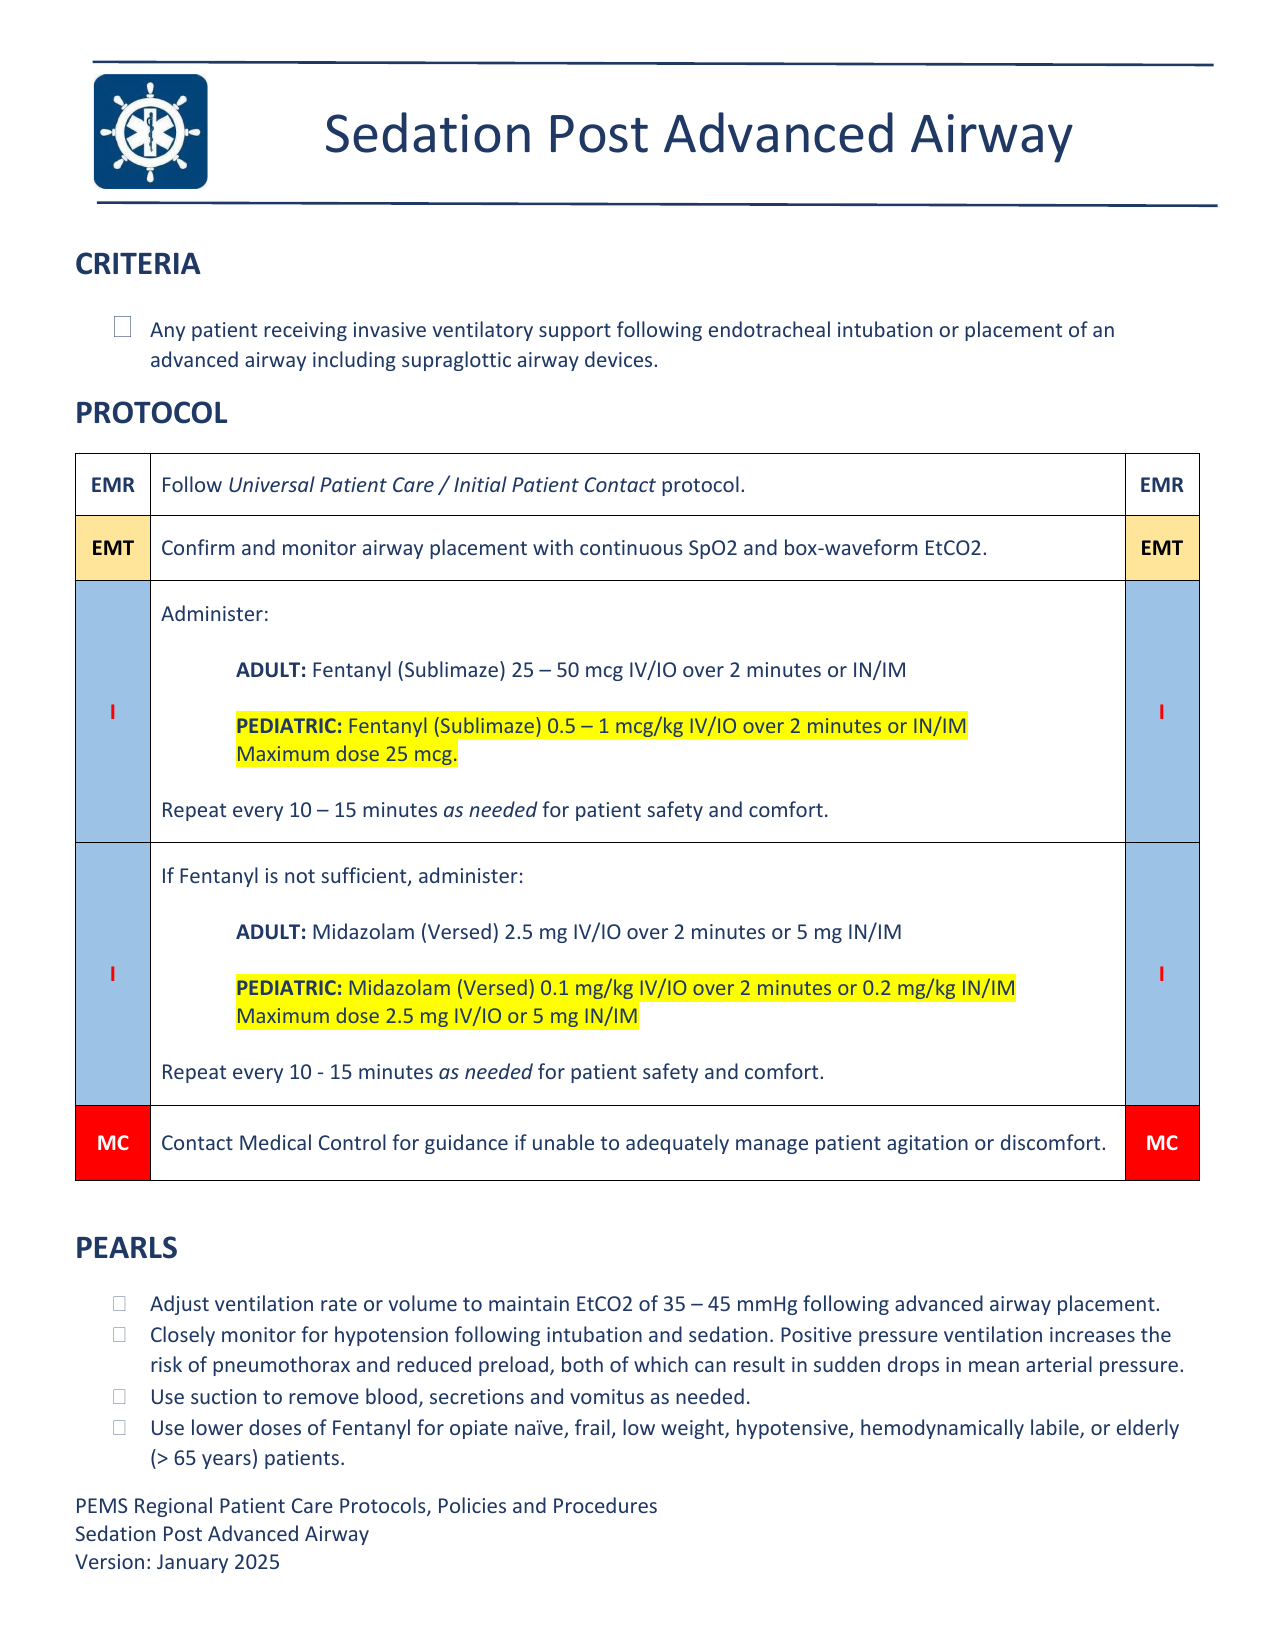 Sedation Post Advanced Airway
CRITERIA
Any patient receiving invasive ventilatory support following endotracheal intubation or placement of an
advanced airway including supraglottic airway devices.
PROTOCOL
EMR Follow Universal Patient Care / Initial Patient Contact protocol. EMR
EMT Confirm and monitor airway placement with continuous SpO2 and box-waveform EtCO2. EMT
Administer:
ADULT: Fentanyl (Sublimaze) 25 – 50 mcg IV/IO over 2 minutes or IN/IM
I I
PEDIATRIC: Fentanyl (Sublimaze) 0.5 – 1 mcg/kg IV/IO over 2 minutes or IN/IM
Maximum dose 25 mcg.
Repeat every 10 – 15 minutes as needed for patient safety and comfort.
If Fentanyl is not sufficient, administer:
ADULT: Midazolam (Versed) 2.5 mg IV/IO over 2 minutes or 5 mg IN/IM
I I
PEDIATRIC: Midazolam (Versed) 0.1 mg/kg IV/IO over 2 minutes or 0.2 mg/kg IN/IM
Maximum dose 2.5 mg IV/IO or 5 mg IN/IM
Repeat every 10 - 15 minutes as needed for patient safety and comfort.
MC Contact Medical Control for guidance if unable to adequately manage patient agitation or discomfort. MC
PEARLS
Adjust ventilation rate or volume to maintain EtCO2 of 35 – 45 mmHg following advanced airway placement.
Closely monitor for hypotension following intubation and sedation. Positive pressure ventilation increases the
risk of pneumothorax and reduced preload, both of which can result in sudden drops in mean arterial pressure.
Use suction to remove blood, secretions and vomitus as needed.
Use lower doses of Fentanyl for opiate naïve, frail, low weight, hypotensive, hemodynamically labile, or elderly
(> 65 years) patients.
PEMS Regional Patient Care Protocols, Policies and Procedures
Sedation Post Advanced Airway
Version: January 2025